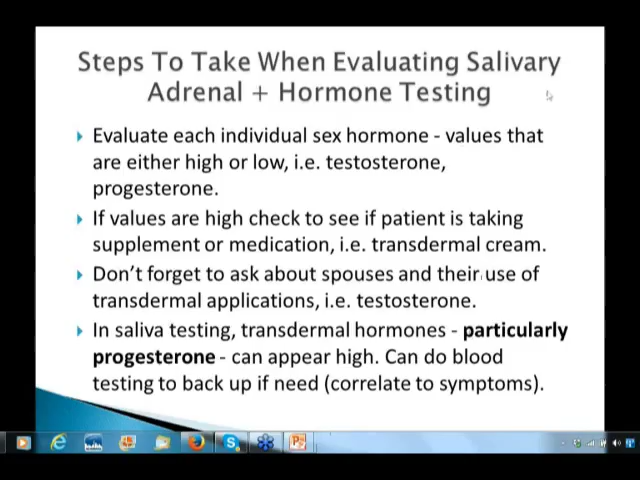 Steps To Take When Evaluating Salivary
Adrenal + Hormone Testing
Evaluate each individual sex hormone - values that
are either high or low, i.e. testosterone,
progesterone.
If values are high check to see if patient is taking
supplement or medication, i.e. transdermal cream.
Don't forget to ask about spouses and their use of
transdermal applications, i.e. testosterone.
In saliva testing, transdermal hormones - particularly
progesterone - can appear high. Can do blood
testing to back up if need (correlate to symptoms).